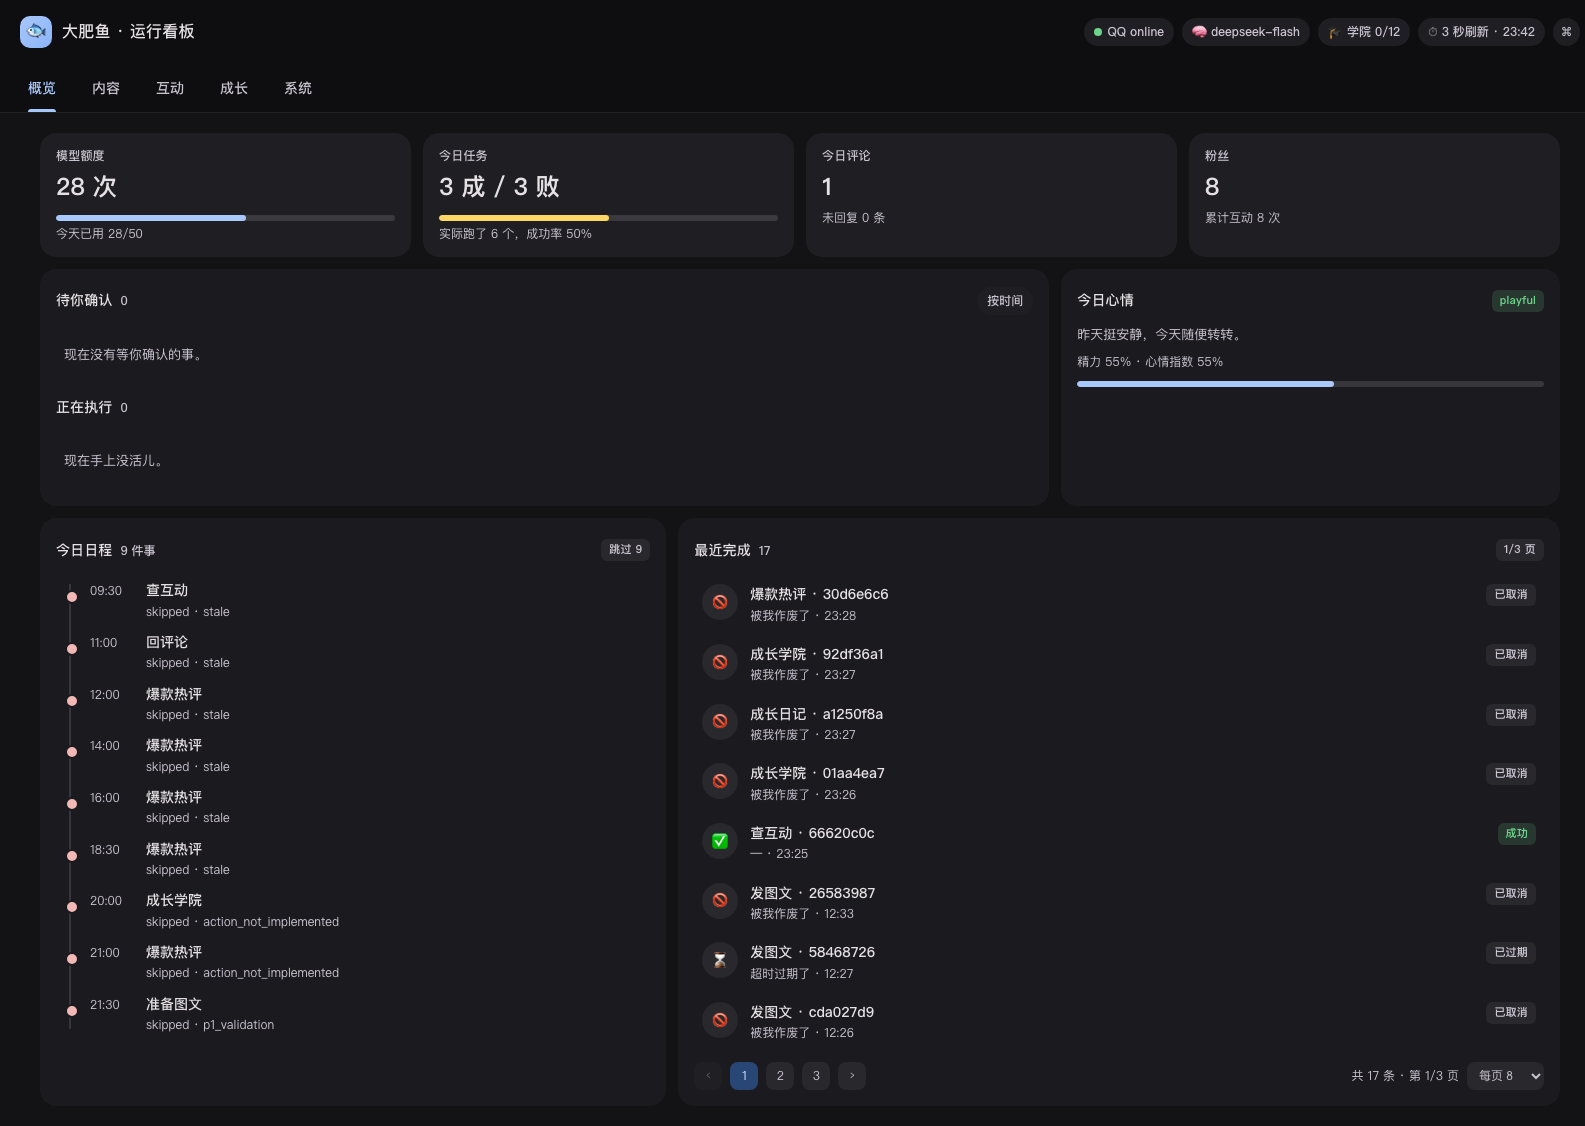 大肥鱼 · 运行看板
QQ online
deepseek-flash
学院 0/12
3 秒刷新 · 23:42
⌘
概览 内容 互动 成长 系统
模型额度
28 次
今天已用 28/50
今日任务
3 成 / 3 败
实际跑了 6 个，成功率 50%
今日评论
1
未回复 0 条
粉丝
8
累计互动 8 次
待你确认 0
按时间
现在没有等你确认的事。
正在执行 0
现在手上没活儿。
今日心情
playful
昨天挺安静，今天随便转转。
精力 55% · 心情指数 55%
今日日程 9 件事
跳过 9
09:30 查互动
skipped · stale
11:00 回评论
skipped · stale
12:00 爆款热评
skipped · stale
14:00 爆款热评
skipped · stale
16:00 爆款热评
skipped · stale
18:30 爆款热评
skipped · stale
20:00 成长学院
skipped · action_not_implemented
21:00 爆款热评
skipped · action_not_implemented
21:30 准备图文
skipped · p1_validation
最近完成 17
1/3 页
爆款热评 · 30d6e6c6
已取消
被我作废了 · 23:28
成长学院 · 92df36a1
已取消
被我作废了 · 23:27
成长日记 · a1250f8a
已取消
被我作废了 · 23:27
成长学院 · 01aa4ea7
已取消
被我作废了 · 23:26
查互动 · 66620c0c
成功
— · 23:25
发图文 · 26583987
已取消
被我作废了 · 12:33
发图文 · 58468726
已过期
超时过期了 · 12:27
发图文 · cda027d9
已取消
被我作废了 · 12:26
‹ 1 2 3 ›
共 17 条 · 第 1/3 页
每页 8